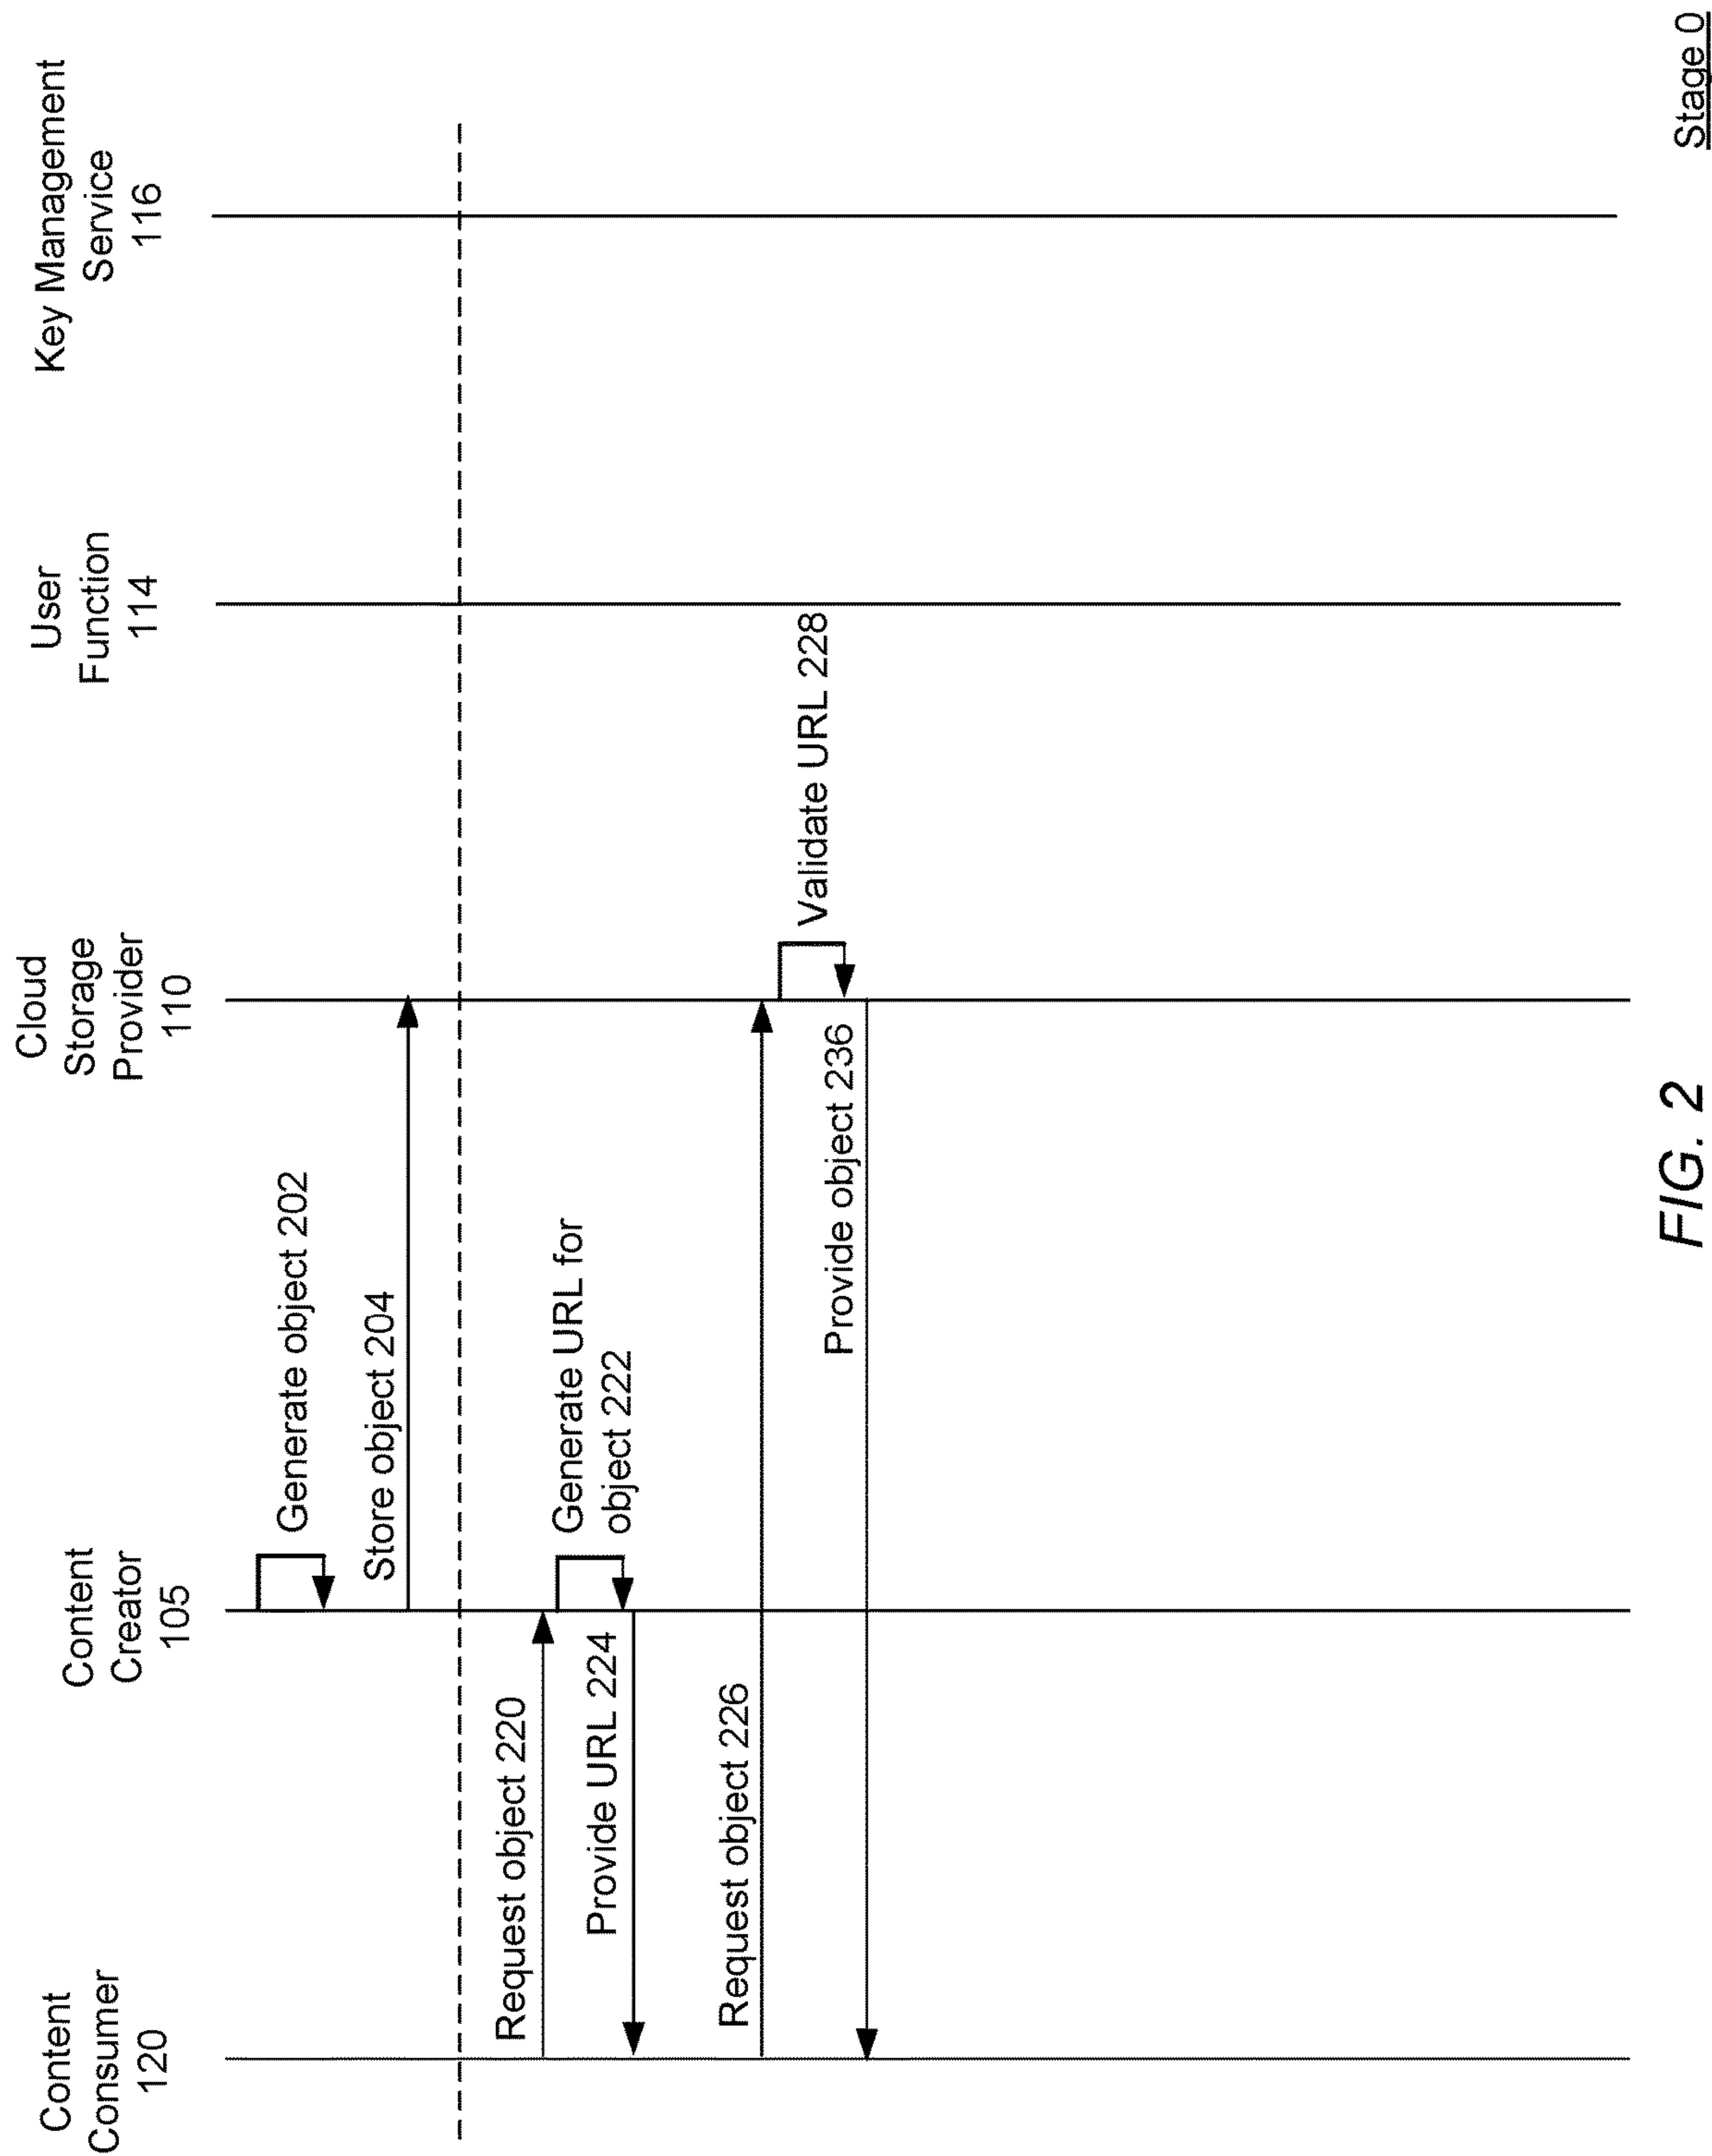 Content
Consumer
120
Content
Creator
105
Cloud
Storage
Provider
110
User
Function
114
Key Management
Service
116
Generate object 202
Store object 204
Request object 220
Generate URL for
object 222
Provide URL 224
Request object 226
Validate URL 228
Provide object 236
FIG. 2
Stage 0